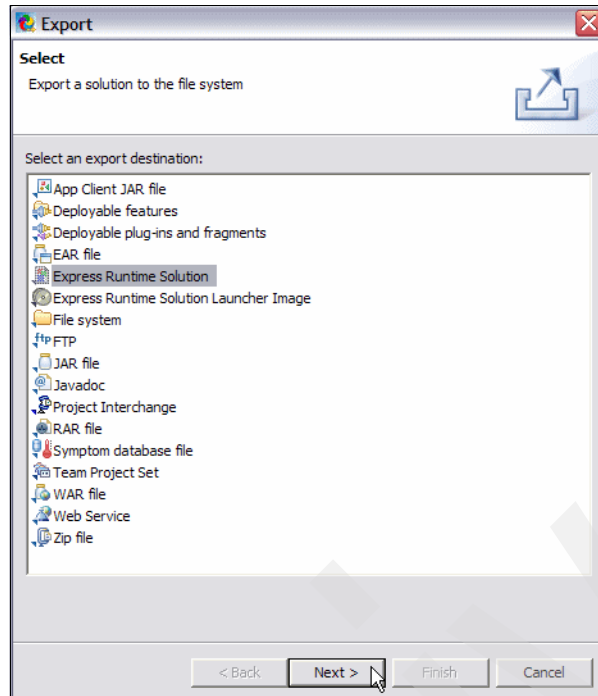 Export
Select
Export a solution to the file system
Select an export destination:
App Client JAR file
Deployable features
Deployable plug-ins and fragments
EAR file
Express Runtime Solution
Express Runtime Solution Launcher Image
File system
ftp FTP
JAR file
Javadoc
Project Interchange
RAR file
Symptom database file
Team Project Set
WAR file
Web Service
Zip file
< Back Next > Finish Cancel